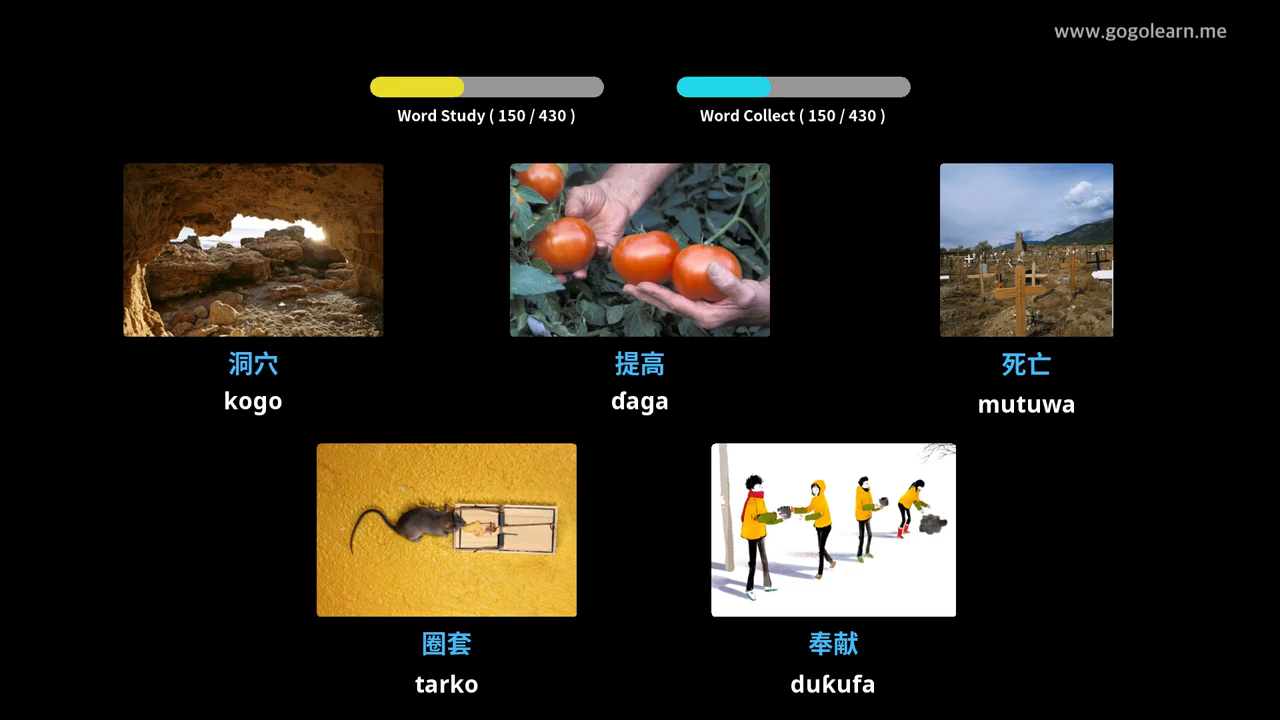 www.gogolearn.me
Word Study ( 150 / 430 )
Word Collect ( 150 / 430 )
洞穴
kogo
提高
ɗaga
死亡
mutuwa
圈套
tarko
奉献
duƙufa